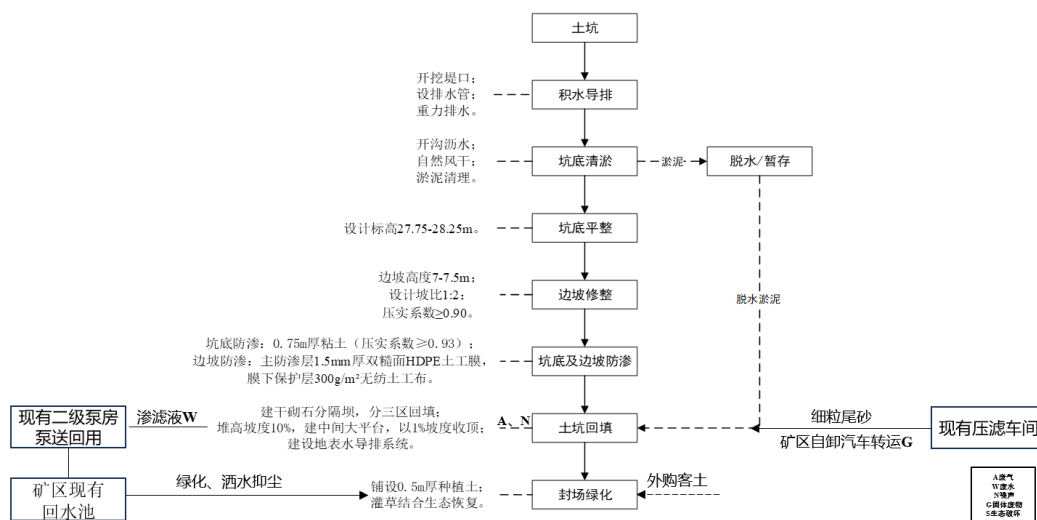 土坑
开挖堤口；
设排水管；
重力排水。
积水导排
开沟沥水；
自然风干；
淤泥清理。
坑底清淤
淤泥
脱水/暂存
设计标高27.75-28.25m。
坑底平整
边坡高度7-7.5m；
设计坡比1:2；
压实系数≥0.90。
边坡修整
脱水淤泥
坑底防渗：0.75m厚粘土（压实系数≥0.93）；
边坡防渗：主防渗层1.5mm厚双糙面HDPE土工膜，
膜下保护层300g/m²无纺土工布。
坑底及边坡防渗
现有二级泵房
泵送回用
渗滤液W
建干砌石分隔坝，分三区回填；
堆高坡度10%，建中间大平台，以1%坡度收顶；
建设地表水导排系统。
A、N
土坑回填
细粒尾砂
矿区自卸汽车转运G
现有压滤车间
矿区现有
回水池
绿化、洒水抑尘
铺设0.5m厚种植土；
灌草结合生态恢复。
封场绿化
外购客土
A废气
W废水
N噪声
G固体废物
S生态破坏